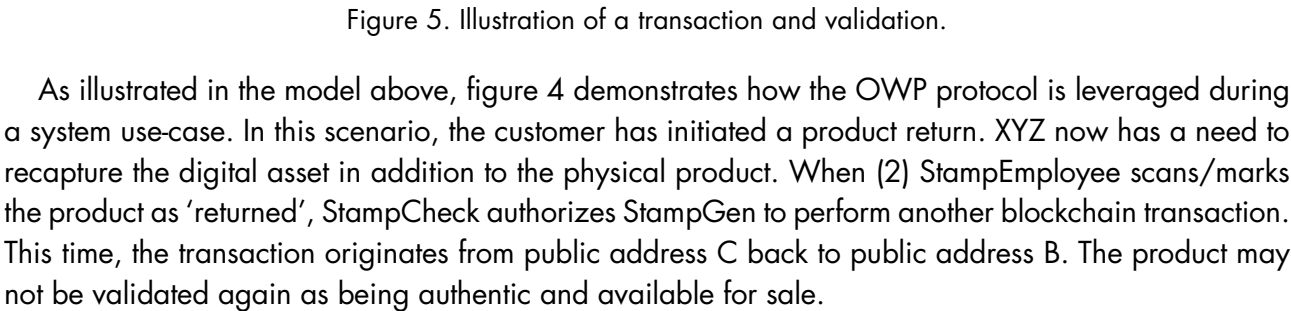 Figure 5. Illustration of a transaction and validation.
As illustrated in the model above, figure 4 demonstrates how the OWP protocol is leveraged during
a system use-case. In this scenario, the customer has initiated a product return. XYZ now has a need to
recapture the digital asset in addition to the physical product. When (2) StampEmployee scans/marks
the product as ‘returned’, StampCheck authorizes StampGen to perform another blockchain transaction.
This time, the transaction originates from public address C back to public address B. The product may
not be validated again as being authentic and available for sale.